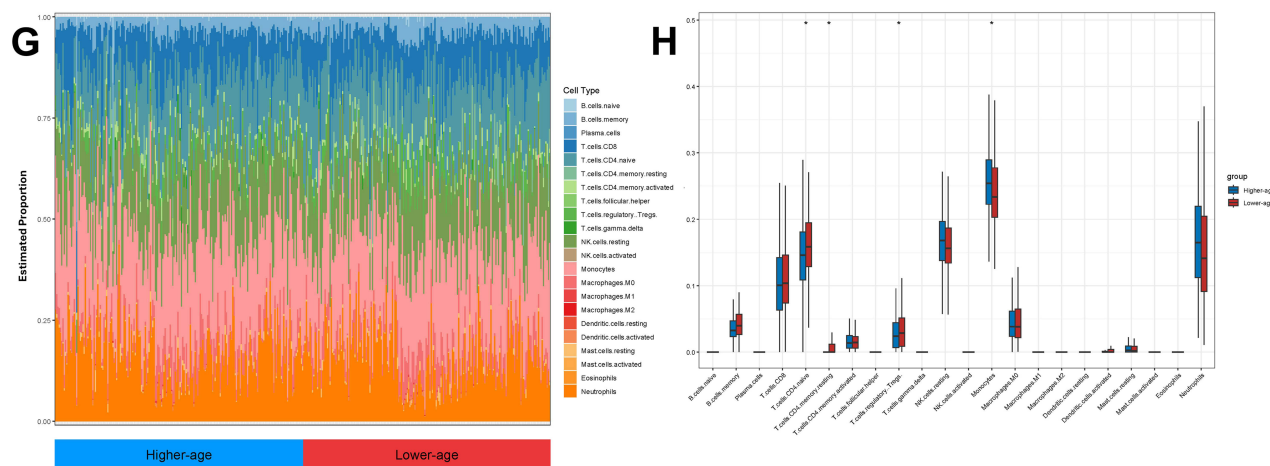 G
1.00
0.75
0.50
0.25
0.00
Estimated Proportion
Higher-age
Lower-age
Cell Type
B.cells.naive
B.cells.memory
Plasma.cells
T.cells.CD8
T.cells.CD4.naive
T.cells.CD4.memory.resting
T.cells.CD4.memory.activated
T.cells.follicular.helper
T.cells.regulatory..Tregs.
T.cells.gamma.delta
NK.cells.resting
NK.cells.activated
Monocytes
Macrophages.M0
Macrophages.M1
Macrophages.M2
Dendritic.cells.resting
Dendritic.cells.activated
Mast.cells.resting
Mast.cells.activated
Eosinophils
Neutrophils
H
* * * *
0.5
0.4
0.3
0.2
0.1
0.0
B.cells.naive
B.cells.memory
Plasma.cells
T.cells.CD8
T.cells.CD4.naive
T.cells.CD4.memory.resting
T.cells.CD4.memory.activated
T.cells.follicular.helper
T.cells.regulatory..Tregs.
T.cells.gamma.delta
NK.cells.resting
NK.cells.activated
Monocytes
Macrophages.M0
Macrophages.M1
Macrophages.M2
Dendritic.cells.resting
Dendritic.cells.activated
Mast.cells.resting
Mast.cells.activated
Eosinophils
Neutrophils
group
Higher-ag
Lower-age